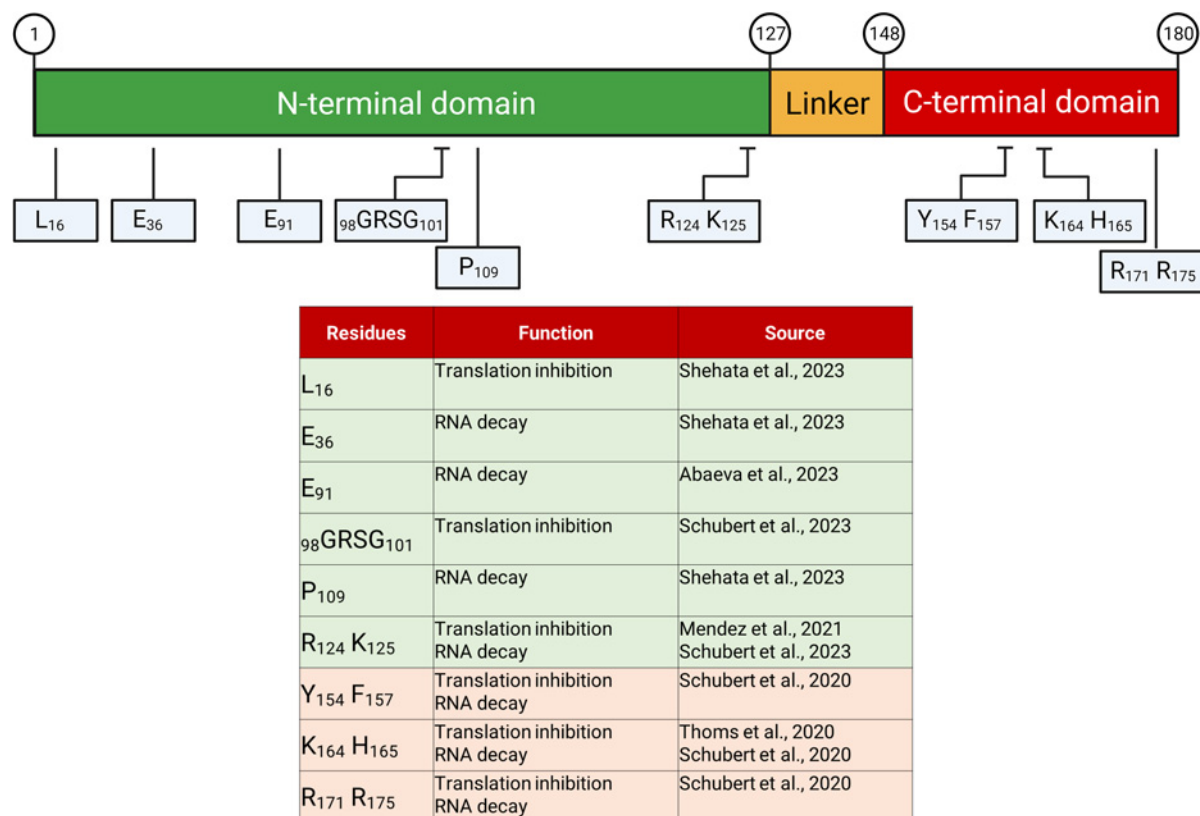 1 127 148 180
N-terminal domain Linker C-terminal domain
L₁₆ E₃₆ E₉₁ ₉₈GRSG₁₀₁ R₁₂₄ K₁₂₅ Y₁₅₄ F₁₅₇ K₁₆₄ H₁₆₅
P₁₀₉ R₁₇₁ R₁₇₅
Residues Function Source
L₁₆ Translation inhibition Shehata et al., 2023
E₃₆ RNA decay Shehata et al., 2023
E₉₁ RNA decay Abaeva et al., 2023
₉₈GRSG₁₀₁ Translation inhibition Schubert et al., 2023
P₁₀₉ RNA decay Shehata et al., 2023
R₁₂₄ K₁₂₅ Translation inhibition Mendez et al., 2021
RNA decay Schubert et al., 2023
Y₁₅₄ F₁₅₇ Translation inhibition Schubert et al., 2020
RNA decay
K₁₆₄ H₁₆₅ Translation inhibition Thoms et al., 2020
RNA decay Schubert et al., 2020
R₁₇₁ R₁₇₅ Translation inhibition Schubert et al., 2020
RNA decay